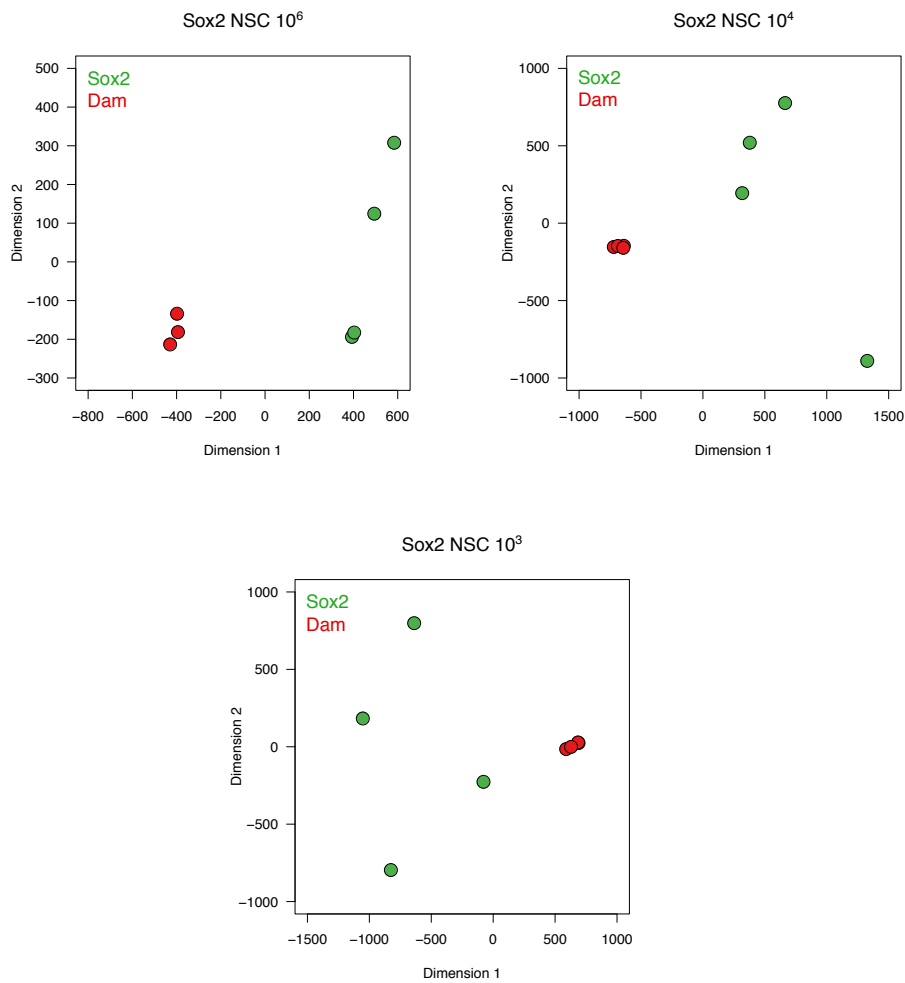 Sox2 NSC 10⁶
Sox2
Dam
Dimension 2
500
400
300
200
100
0
−100
−200
−300
−800 −600 −400 −200 0 200 400 600
Dimension 1
Sox2 NSC 10⁴
Sox2
Dam
Dimension 2
1000
500
0
−500
−1000
−1000 −500 0 500 1000 1500
Dimension 1
Sox2 NSC 10³
Sox2
Dam
Dimension 2
1000
500
0
−500
−1000
−1500 −1000 −500 0 500 1000
Dimension 1